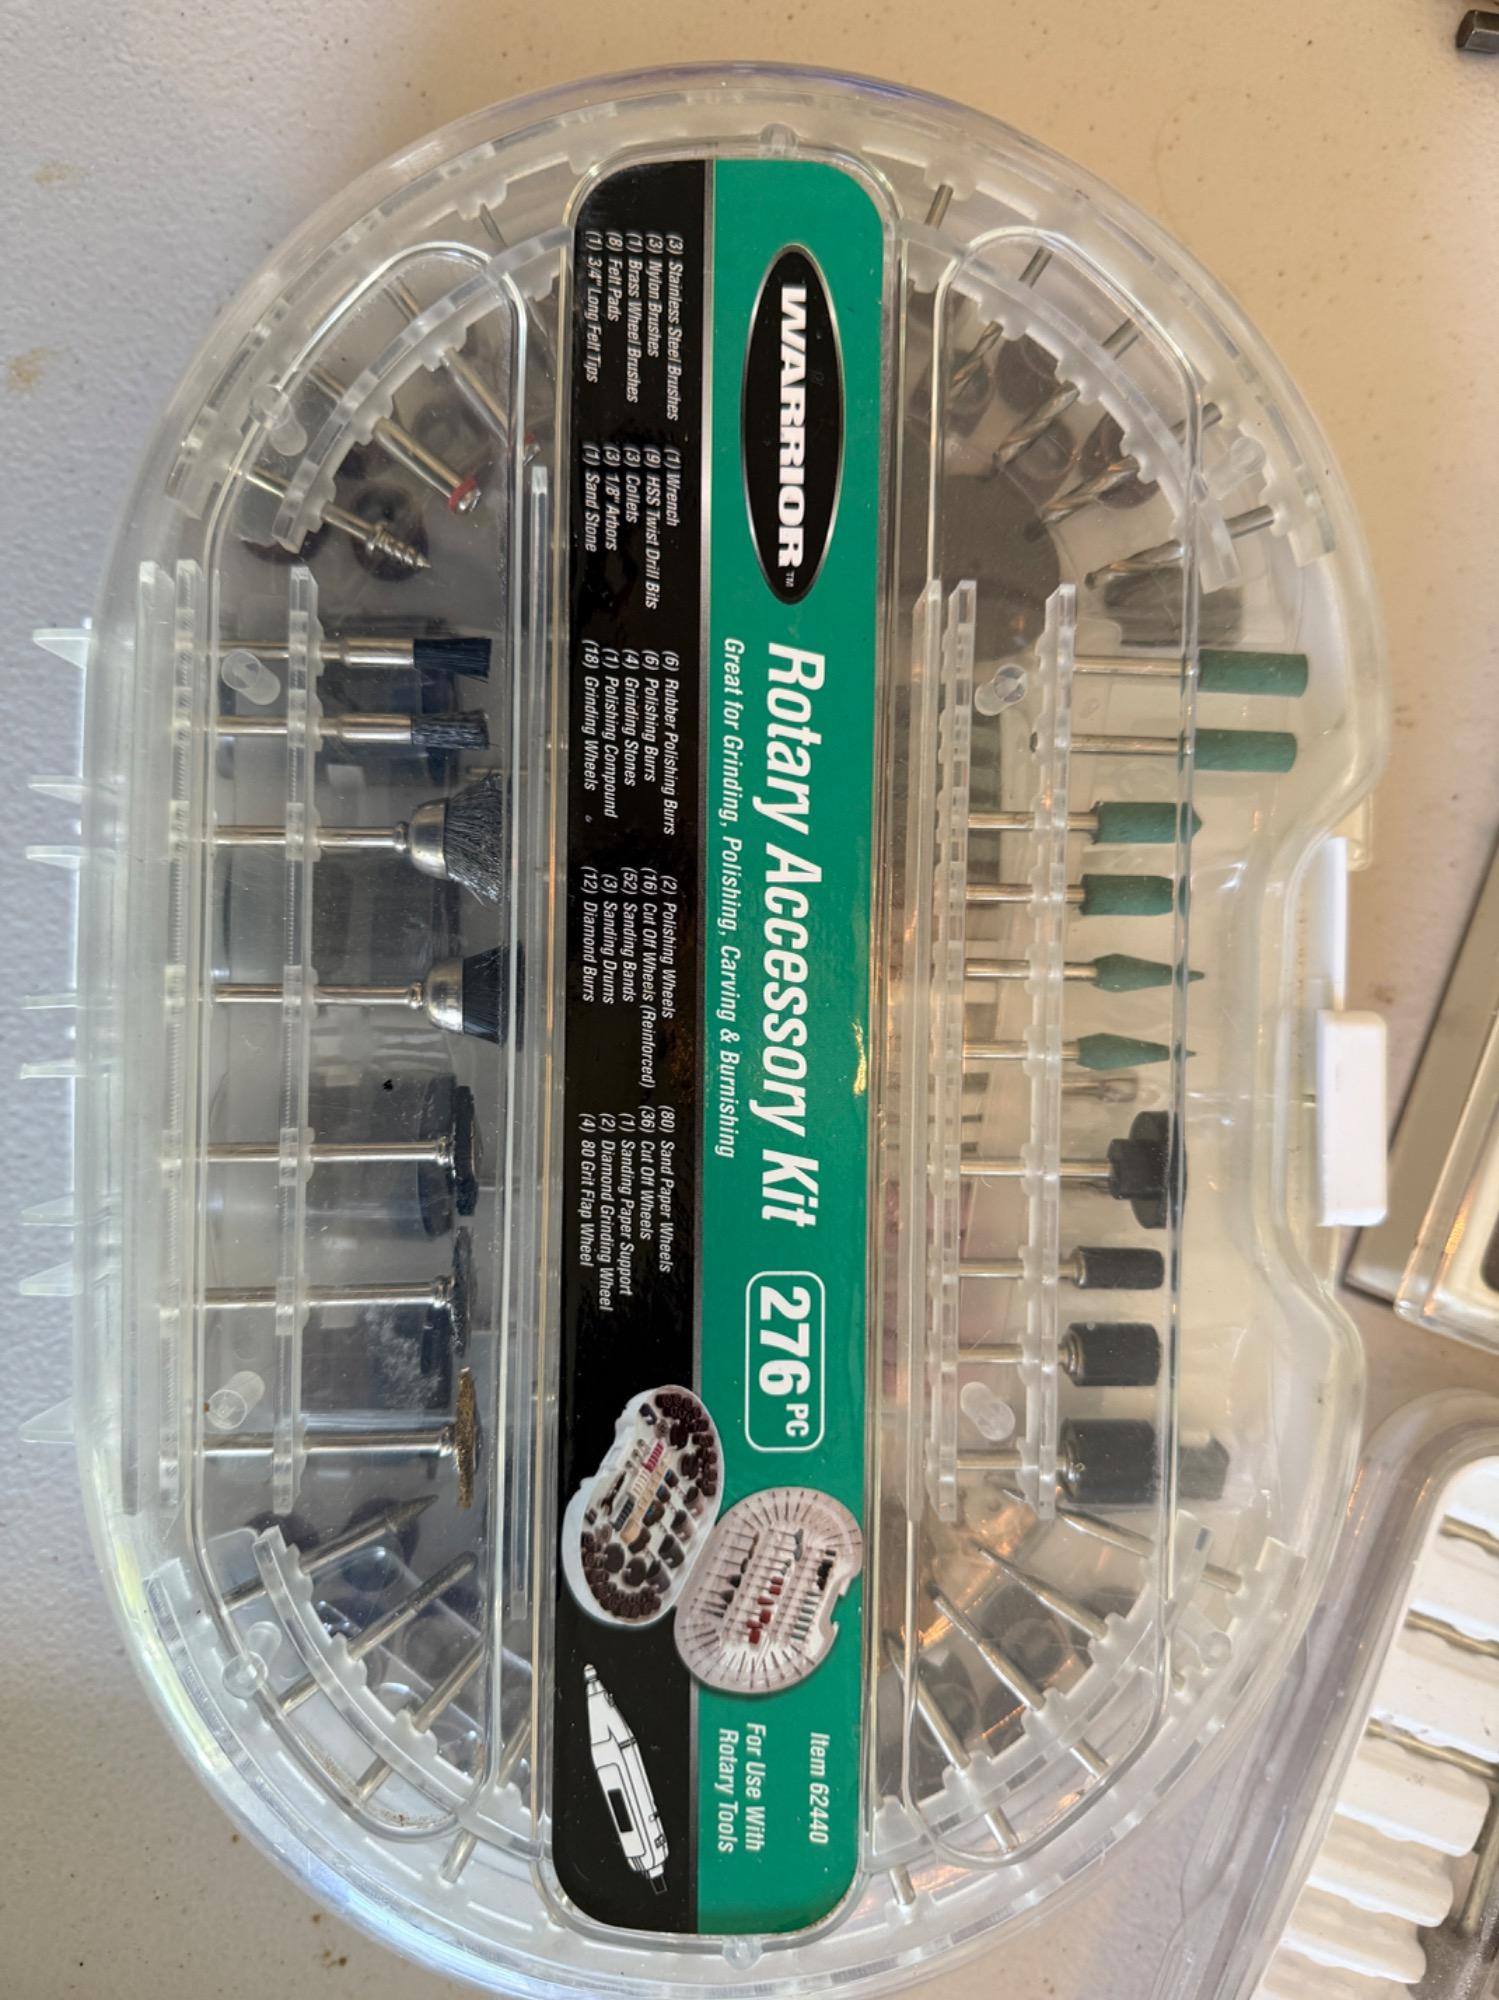 WARRIOR™
Rotary Accessory Kit 276 PC
Great for Grinding, Polishing, Carving & Burnishing
Item 62440
For Use With
Rotary Tools
(3) Stainless Steel Brushes
(3) Nylon Brushes
(1) Brass Wheel Brushes
(8) Felt Pads
(1) 3/4" Long Felt Tips
(1) Wrench
(9) HSS Twist Drill Bits
(3) Collets
(3) 1/8" Arbors
(1) Sand Stone
(6) Rubber Polishing Burrs
(6) Polishing Burrs
(4) Grinding Stones
(1) Polishing Compound
(18) Grinding Wheels
(2) Polishing Wheels
(16) Cut Off Wheels (Reinforced)
(52) Sanding Bands
(3) Sanding Drums
(12) Diamond Burrs
(80) Sand Paper Wheels
(36) Cut Off Wheels
(1) Sanding Paper Support
(2) Diamond Grinding Wheel
(4) 80 Grit Flap Wheel